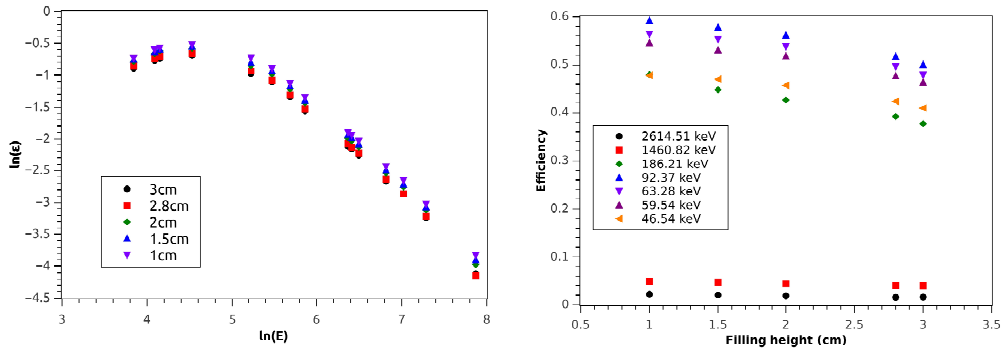 0
−0.5
−1
−1.5
−2
−2.5
−3
−3.5
−4
−4.5
ln(ε)
3cm
2.8cm
2cm
1.5cm
1cm
3 4 5 6 7 8
ln(E)
0.6
0.5
0.4
0.3
0.2
0.1
0
Efficiency
2614.51 keV
1460.82 keV
186.21 keV
92.37 keV
63.28 keV
59.54 keV
46.54 keV
0.5 1 1.5 2 2.5 3 3.5
Filling height (cm)